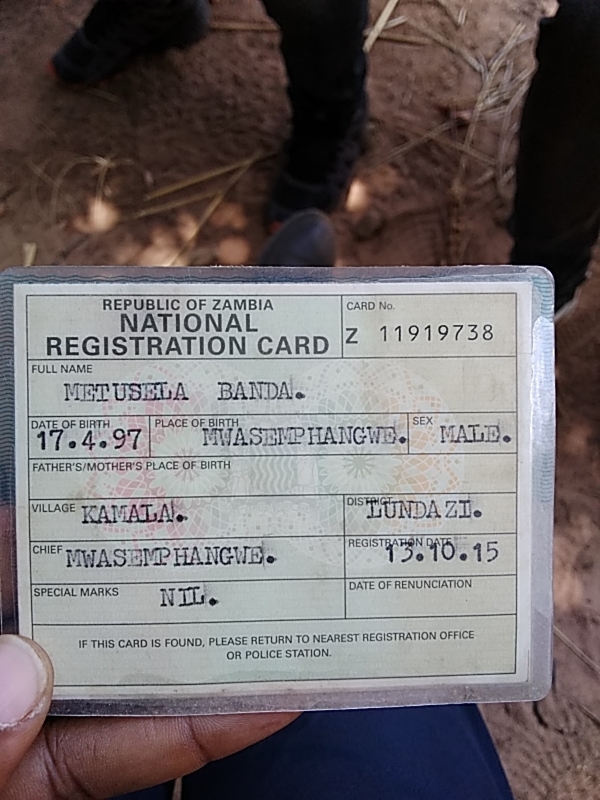 REPUBLIC OF ZAMBIA
NATIONAL
REGISTRATION CARD
CARD No.
Z 11919738
FULL NAME
METUSELA BANDA.
DATE OF BIRTH
17.4.97
PLACE OF BIRTH
MWASEMPHANGWE.
SEX
MALE.
FATHER'S/MOTHER'S PLACE OF BIRTH
VILLAGE KAMALA.
DISTRICT
LUNDAZI.
CHIEF MWASEMPHANGWE.
REGISTRATION DATE
13.10.15
SPECIAL MARKS
NIL.
DATE OF RENUNCIATION
IF THIS CARD IS FOUND, PLEASE RETURN TO NEAREST REGISTRATION OFFICE
OR POLICE STATION.